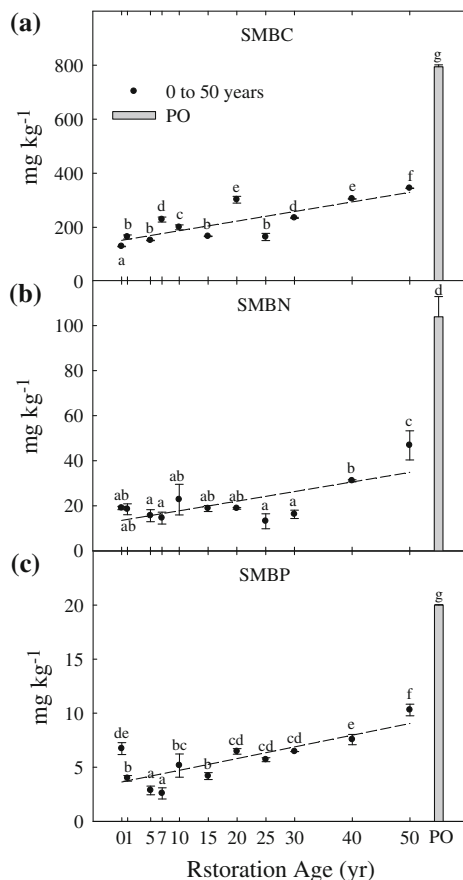 (a)
SMBC
g
800
0 to 50 years
PO
600
mg kg-1
400
e
e
f
d
c
d
b
b
b
b
200
a
0
(b)
SMBN
d
100
80
mg kg-1
60
c
40
b
ab
ab
a
a
ab
ab
a
a
20
ab
0
(c)
SMBP
g
20
15
mg kg-1
f
10
e
de
bc
cd
cd
cd
b
a
a
b
5
0
01 5 7 10 15 20 25 30 40 50 PO
Rstoration Age (yr)